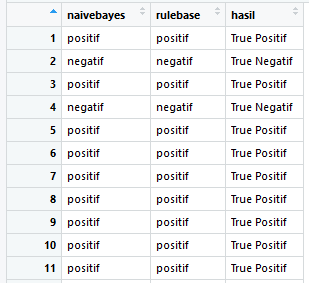 naivebayes rulebase hasil
1 positif positif True Positif
2 negatif negatif True Negatif
3 positif positif True Positif
4 negatif negatif True Negatif
5 positif positif True Positif
6 positif positif True Positif
7 positif positif True Positif
8 positif positif True Positif
9 positif positif True Positif
10 positif positif True Positif
11 positif positif True Positif